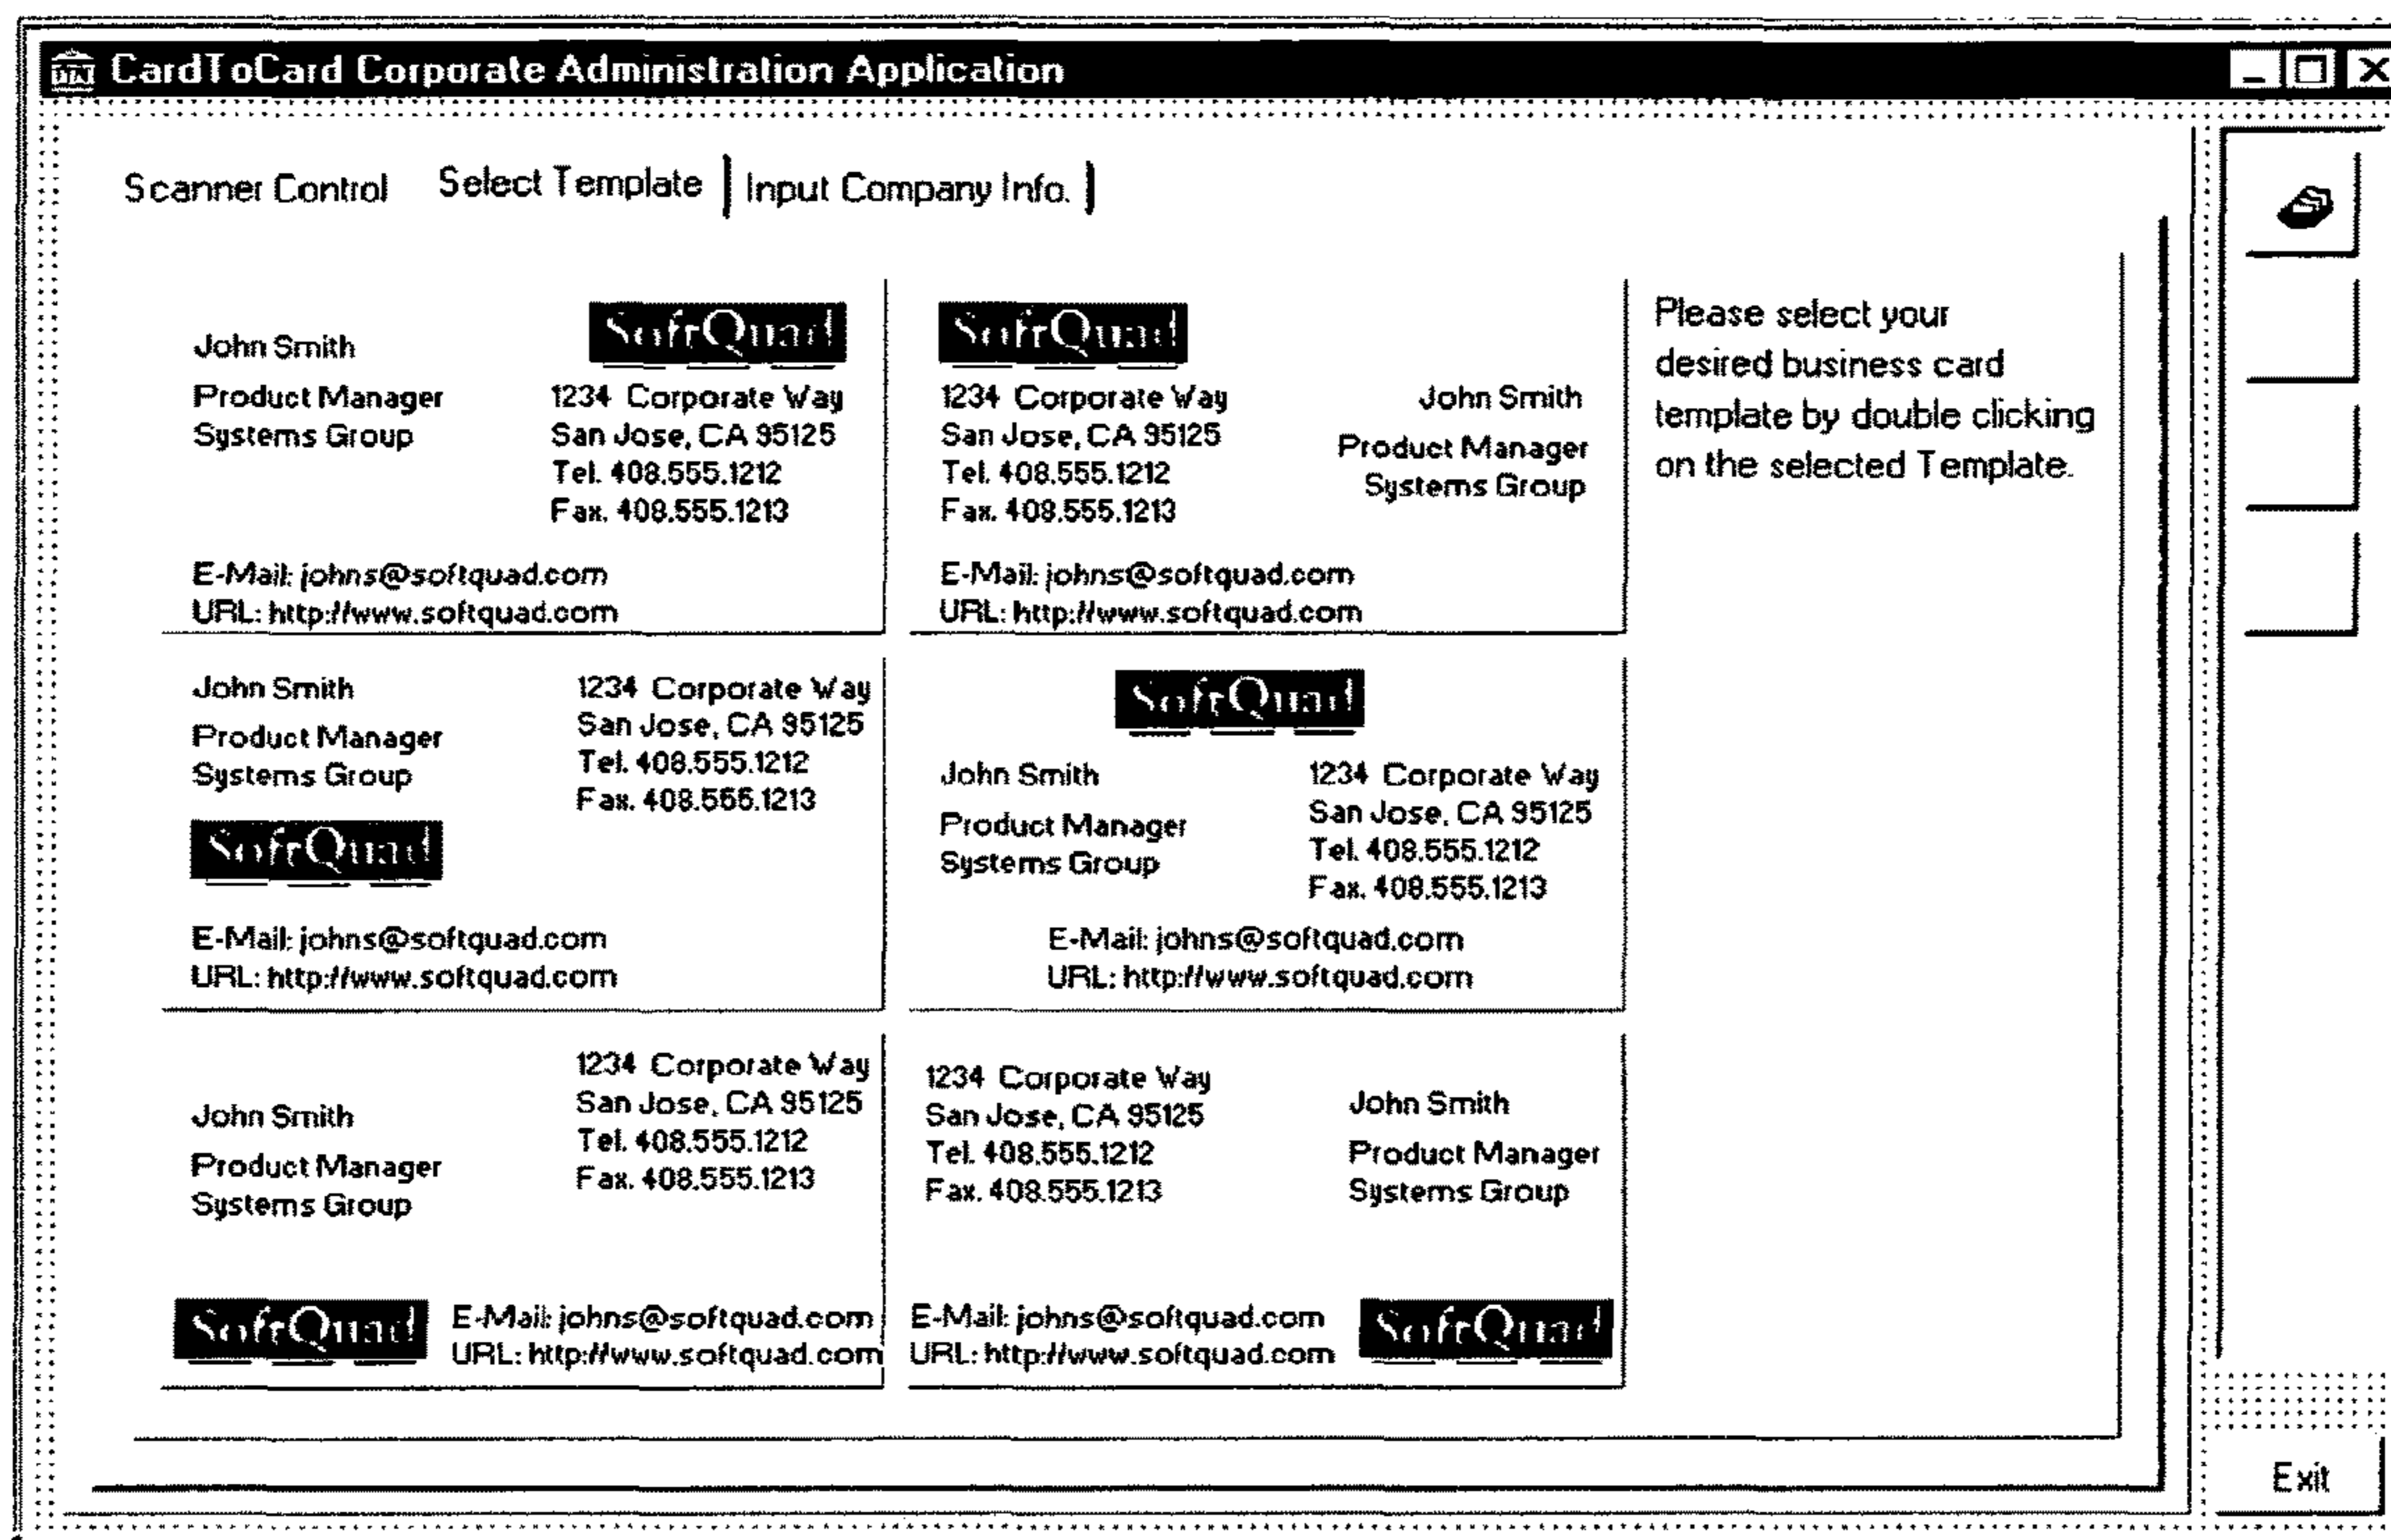 CardToCard Corporate Administration Application
Scanner Control
Select Template
Input Company Info.
John Smith
Product Manager
Systems Group
SoftQuad
1234 Corporate Way
San Jose, CA 95125
Tel. 408.555.1212
Fax. 408.555.1213
E-Mail: johns@softquad.com
URL: http://www.softquad.com
SoftQuad
1234 Corporate Way
San Jose, CA 95125
Tel. 408.555.1212
Fax. 408.555.1213
John Smith
Product Manager
Systems Group
E-Mail: johns@softquad.com
URL: http://www.softquad.com
Please select your
desired business card
template by double clicking
on the selected Template.
John Smith
Product Manager
Systems Group
1234 Corporate Way
San Jose, CA 95125
Tel. 408.555.1212
Fax. 408.555.1213
SoftQuad
E-Mail: johns@softquad.com
URL: http://www.softquad.com
SoftQuad
John Smith
Product Manager
Systems Group
1234 Corporate Way
San Jose, CA 95125
Tel. 408.555.1212
Fax. 408.555.1213
E-Mail: johns@softquad.com
URL: http://www.softquad.com
John Smith
Product Manager
Systems Group
1234 Corporate Way
San Jose, CA 95125
Tel. 408.555.1212
Fax. 408.555.1213
SoftQuad
E-Mail: johns@softquad.com
URL: http://www.softquad.com
1234 Corporate Way
San Jose, CA 95125
Tel. 408.555.1212
Fax. 408.555.1213
John Smith
Product Manager
Systems Group
E-Mail: johns@softquad.com
URL: http://www.softquad.com
SoftQuad
Exit